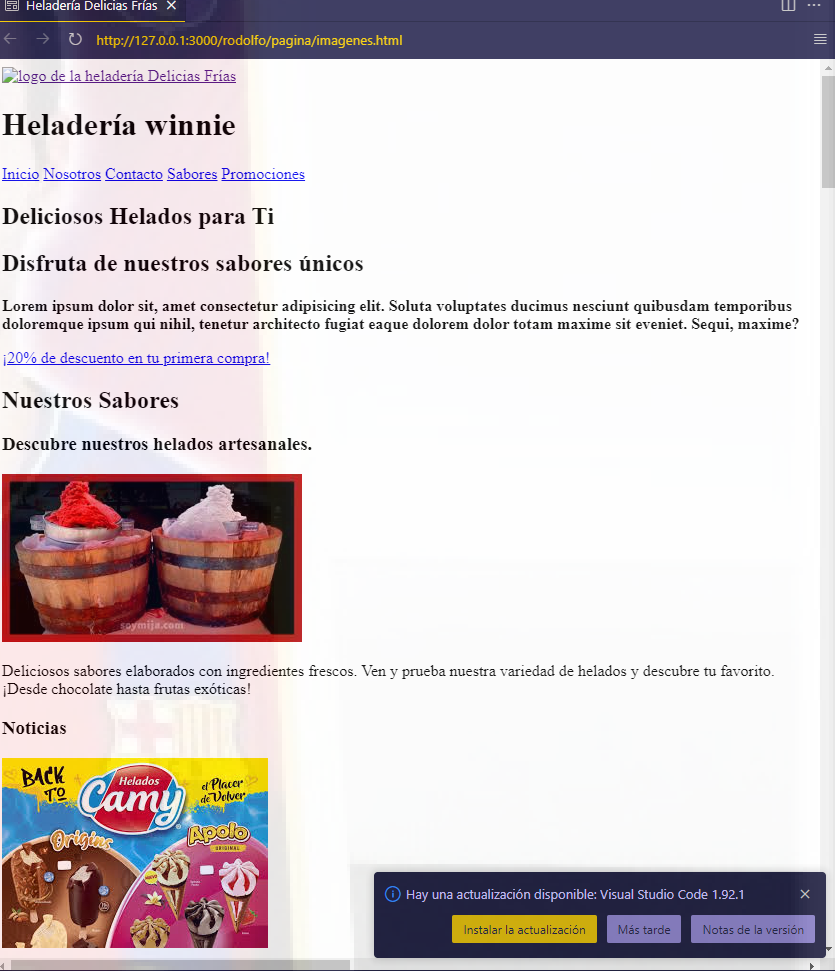 Heladería Delicias Frías
http://127.0.0.1:3000/rodolfo/pagina/imagenes.html
logo de la heladería Delicias Frías
Heladería winnie
Inicio Nosotros Contacto Sabores Promociones
Deliciosos Helados para Ti
Disfruta de nuestros sabores únicos
Lorem ipsum dolor sit, amet consectetur adipisicing elit. Soluta voluptates ducimus nesciunt quibusdam temporibus
doloremque ipsum qui nihil, tenetur architecto fugiat eaque dolorem dolor totam maxime sit eveniet. Sequi, maxime?
¡20% de descuento en tu primera compra!
Nuestros Sabores
Descubre nuestros helados artesanales.
soymija.com
Deliciosos sabores elaborados con ingredientes frescos. Ven y prueba nuestra variedad de helados y descubre tu favorito.
¡Desde chocolate hasta frutas exóticas!
Noticias
BACK TO
Helados
Camy
el Placer
de Volver
Origins
Apolo
ORIGINAL
Hay una actualización disponible: Visual Studio Code 1.92.1
Instalar la actualización Más tarde Notas de la versión